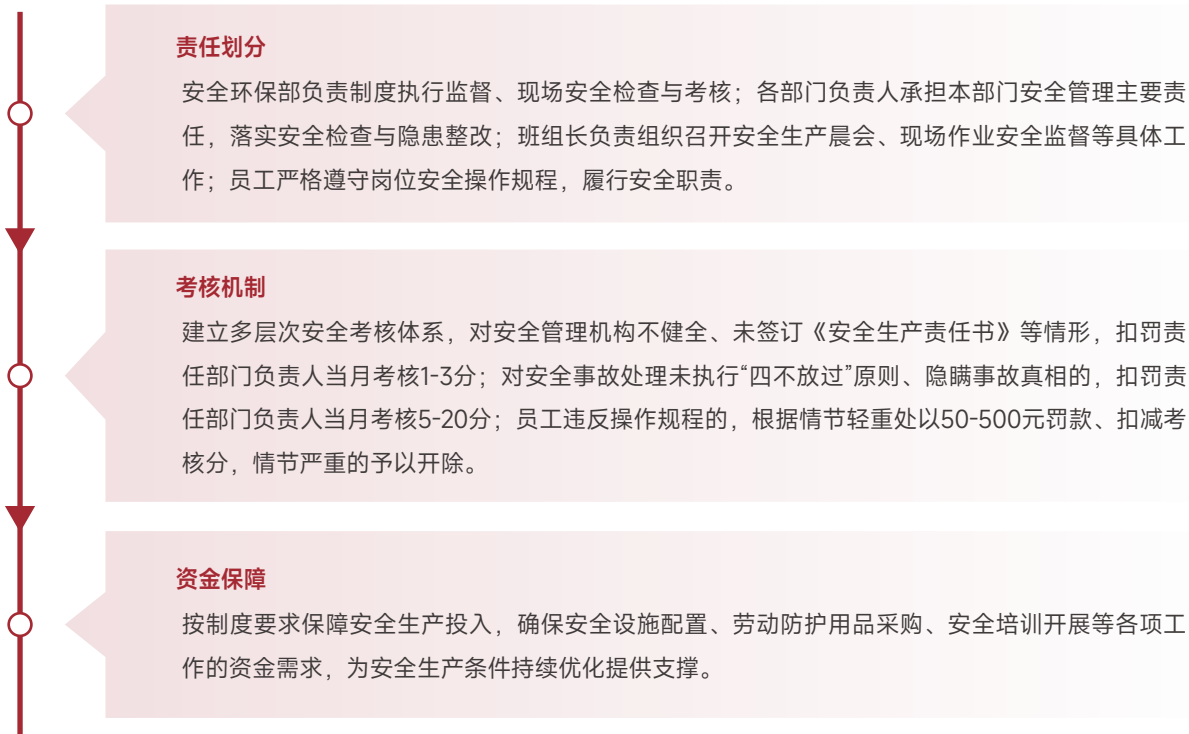 责任划分
安全环保部负责制度执行监督、现场安全检查与考核；各部门负责人承担本部门安全管理主要责
任，落实安全检查与隐患整改；班组长负责组织召开安全生产晨会、现场作业安全监督等具体工
作；员工严格遵守岗位安全操作规程，履行安全职责。
考核机制
建立多层次安全考核体系，对安全管理机构不健全、未签订《安全生产责任书》等情形，扣罚责
任部门负责人当月考核1-3分；对安全事故处理未执行“四不放过”原则、隐瞒事故真相的，扣罚责
任部门负责人当月考核5-20分；员工违反操作规程的，根据情节轻重处以50-500元罚款、扣减考
核分，情节严重的予以开除。
资金保障
按制度要求保障安全生产投入，确保安全设施配置、劳动防护用品采购、安全培训开展等各项工
作的资金需求，为安全生产条件持续优化提供支撑。